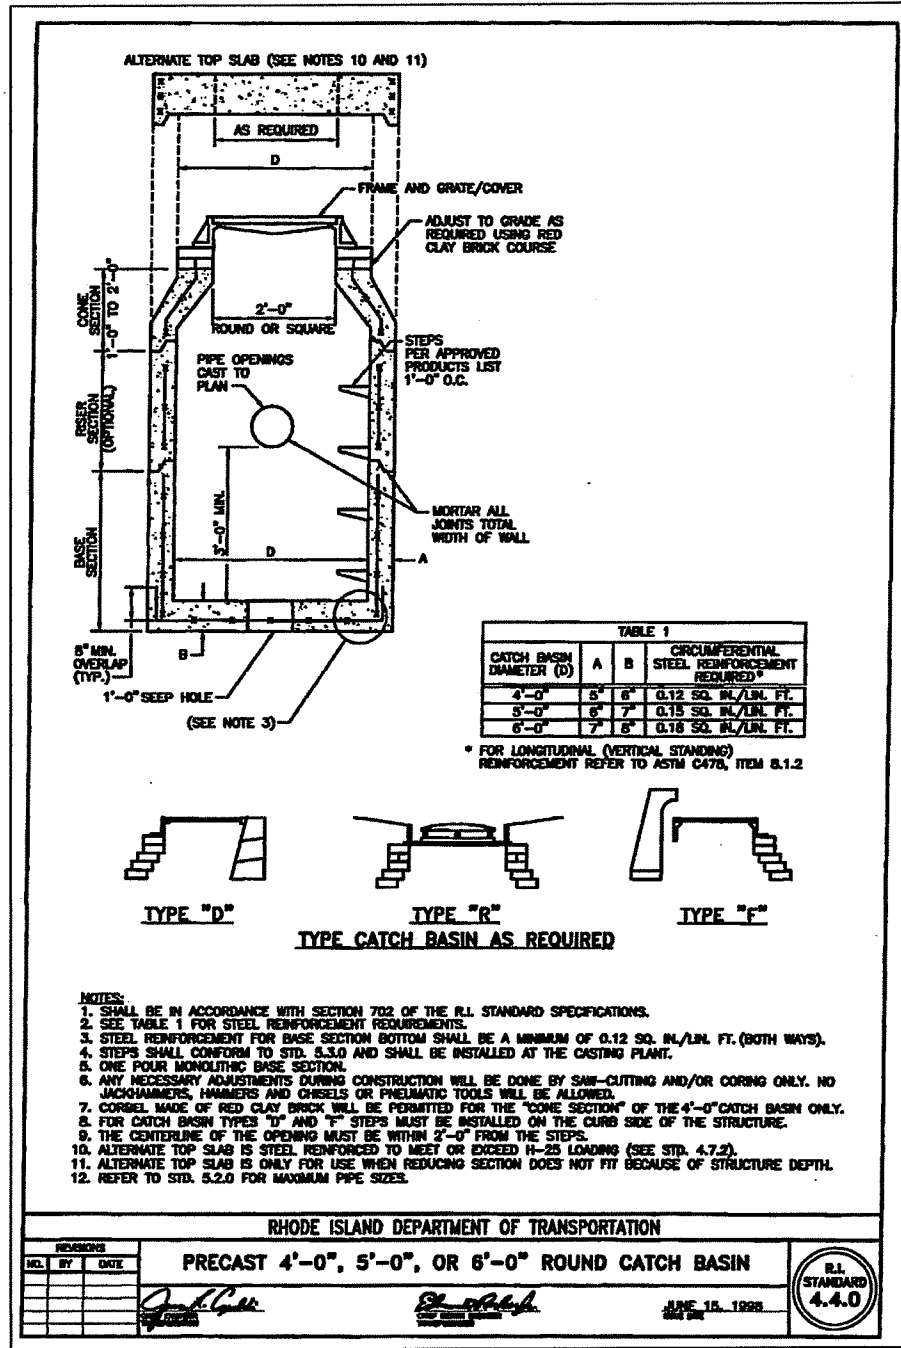 ALTERNATE TOP SLAB (SEE NOTES 10 AND 11)
AS REQUIRED
D
FRAME AND GRATE/COVER
ADJUST TO GRADE AS
REQUIRED USING RED
CLAY BRICK COURSE
CONE
SECTION
1'-0" TO 2'-0"
2'-0"
ROUND OR SQUARE
STEPS
PER APPROVED
PRODUCTS LIST
1'-0" O.C.
PIPE OPENINGS
CAST TO
PLAN
RISER
SECTION
(OPTIONAL)
3'-0" MIN.
MORTAR ALL
JOINTS TOTAL
WIDTH OF WALL
BASE
SECTION
D
A
B
MIN.
OVERLAP
(TYP.)
1'-0" SEEP HOLE
(SEE NOTE 3)
TABLE 1
CATCH BASIN
DIAMETER (D)
A
B
CIRCUMFERENTIAL
STEEL REINFORCEMENT
REQUIRED*
4'-0" 5" 6" 0.12 SQ. IN./LIN. FT.
5'-0" 6" 7" 0.15 SQ. IN./LIN. FT.
6'-0" 7" 8" 0.18 SQ. IN./LIN. FT.
* FOR LONGITUDINAL (VERTICAL STANDING)
REINFORCEMENT REFER TO ASTM C478, ITEM 8.1.2
TYPE "D"
TYPE "R"
TYPE "F"
TYPE CATCH BASIN AS REQUIRED
NOTES:
1. SHALL BE IN ACCORDANCE WITH SECTION 702 OF THE R.I. STANDARD SPECIFICATIONS.
2. SEE TABLE 1 FOR STEEL REINFORCEMENT REQUIREMENTS.
3. STEEL REINFORCEMENT FOR BASE SECTION BOTTOM SHALL BE A MINIMUM OF 0.12 SQ. IN./LIN. FT. (BOTH WAYS).
4. STEPS SHALL CONFORM TO STD. 5.3.0 AND SHALL BE INSTALLED AT THE CASTING PLANT.
5. ONE POUR MONOLITHIC BASE SECTION.
6. ANY NECESSARY ADJUSTMENTS DURING CONSTRUCTION WILL BE DONE BY SAW-CUTTING AND/OR CORING ONLY. NO
JACKHAMMERS, HAMMERS AND CHISELS OR PNEUMATIC TOOLS WILL BE ALLOWED.
7. CORBEL MADE OF RED CLAY BRICK WILL BE PERMITTED FOR THE "CONE SECTION" OF THE 4'-0" CATCH BASIN ONLY.
8. FOR CATCH BASIN TYPES "D" AND "F" STEPS MUST BE INSTALLED ON THE CURB SIDE OF THE STRUCTURE.
9. THE CENTERLINE OF THE OPENING MUST BE WITHIN 2'-0" FROM THE STEPS.
10. ALTERNATE TOP SLAB IS STEEL REINFORCED TO MEET OR EXCEED H-25 LOADING (SEE STD. 4.7.2).
11. ALTERNATE TOP SLAB IS ONLY FOR USE WHEN REDUCING SECTION DOES NOT FIT BECAUSE OF STRUCTURE DEPTH.
12. REFER TO STD. 5.2.0 FOR MAXIMUM PIPE SIZES.
RHODE ISLAND DEPARTMENT OF TRANSPORTATION
REVISIONS
NO. BY DATE
PRECAST 4'-0", 5'-0", OR 6'-0" ROUND CATCH BASIN
JUNE 15, 1998
ISSUE DATE
R.I.
STANDARD
4.4.0